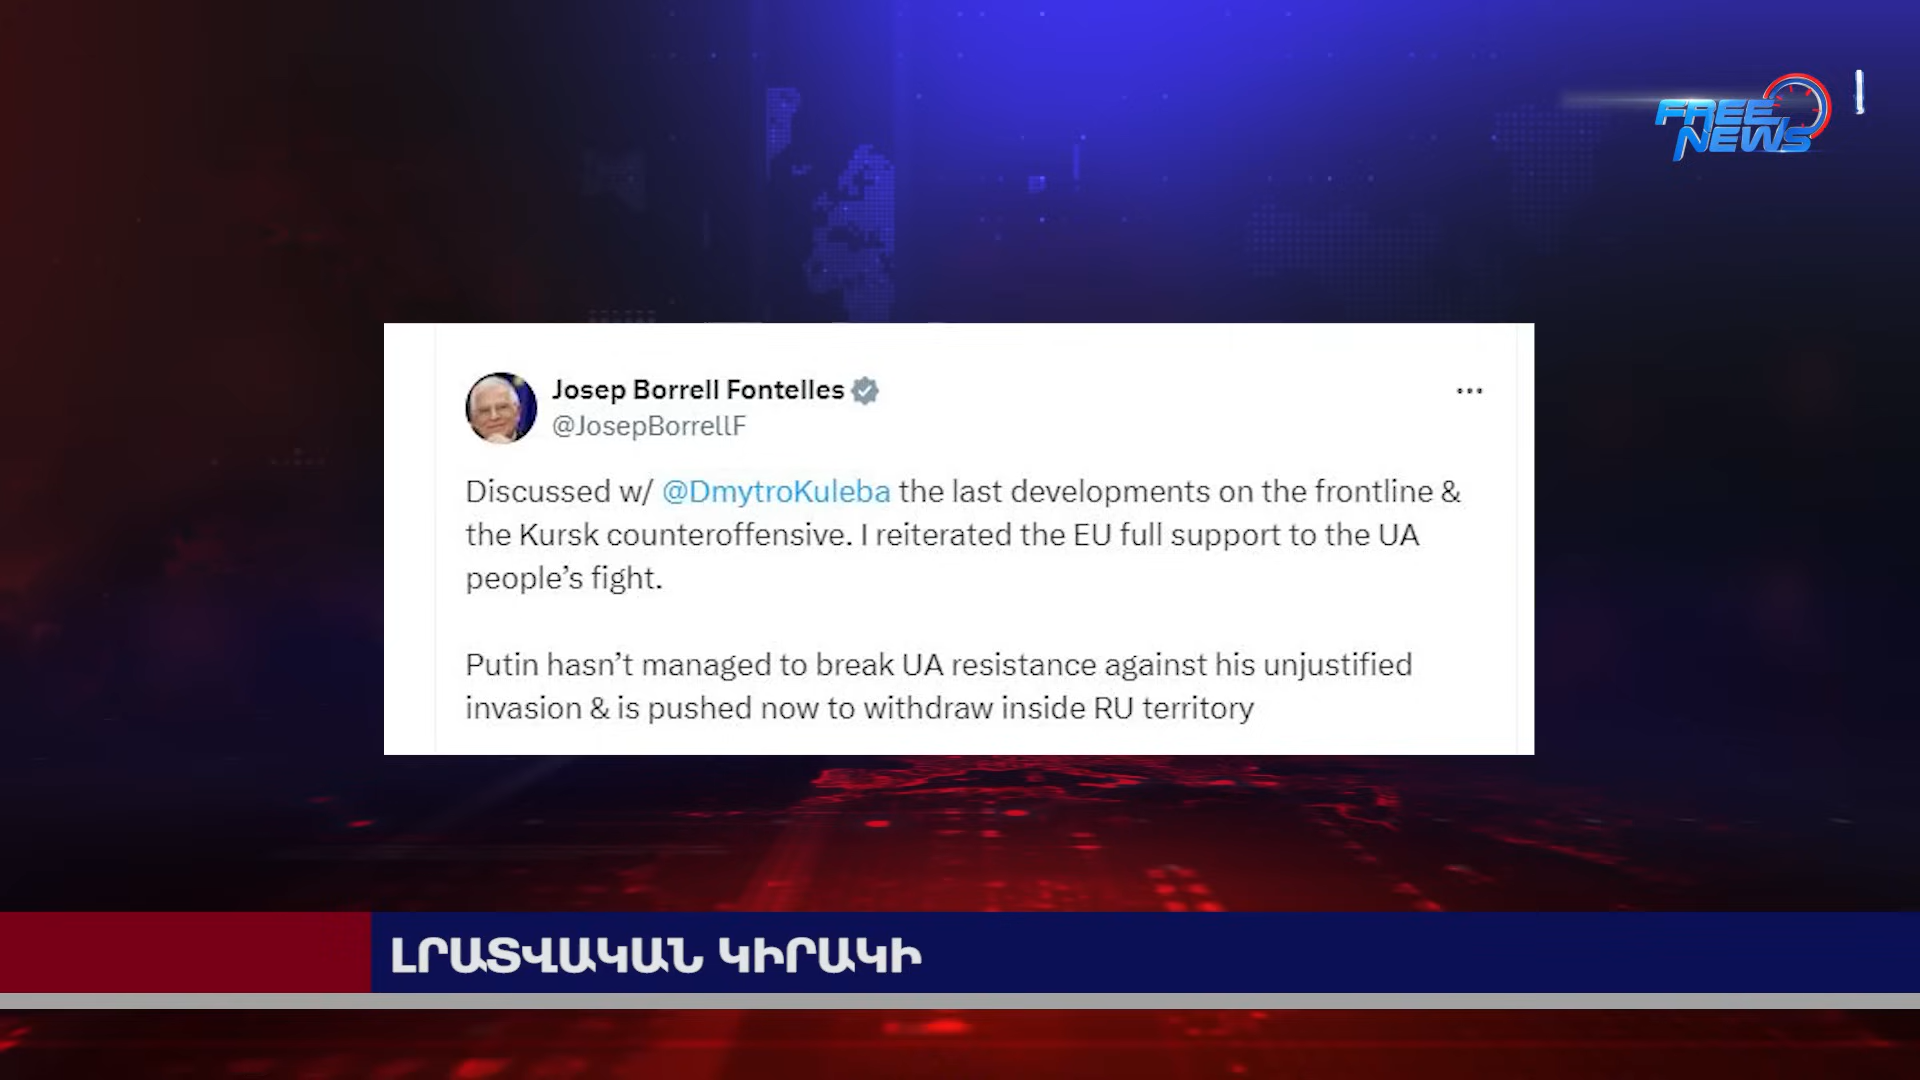 FREE
NEWS
Josep Borrell Fontelles
@JosepBorrellF
Discussed w/ @DmytroKuleba the last developments on the frontline &
the Kursk counteroffensive. I reiterated the EU full support to the UA
people’s fight.
Putin hasn’t managed to break UA resistance against his unjustified
invasion & is pushed now to withdraw inside RU territory
ԼՐԱՏՎԱԿԱՆ ԿԻՐԱԿԻ